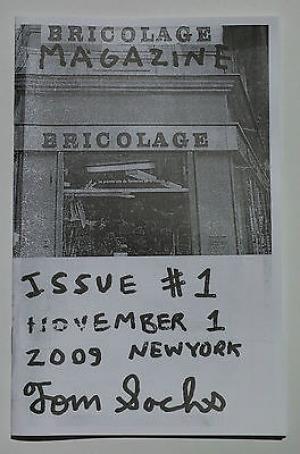 BRICOLAGE
MAGAZINE
BRICOLAGE
ISSUE #1
NOVEMBER 1
2009 NEWYORK
Tom Sachs